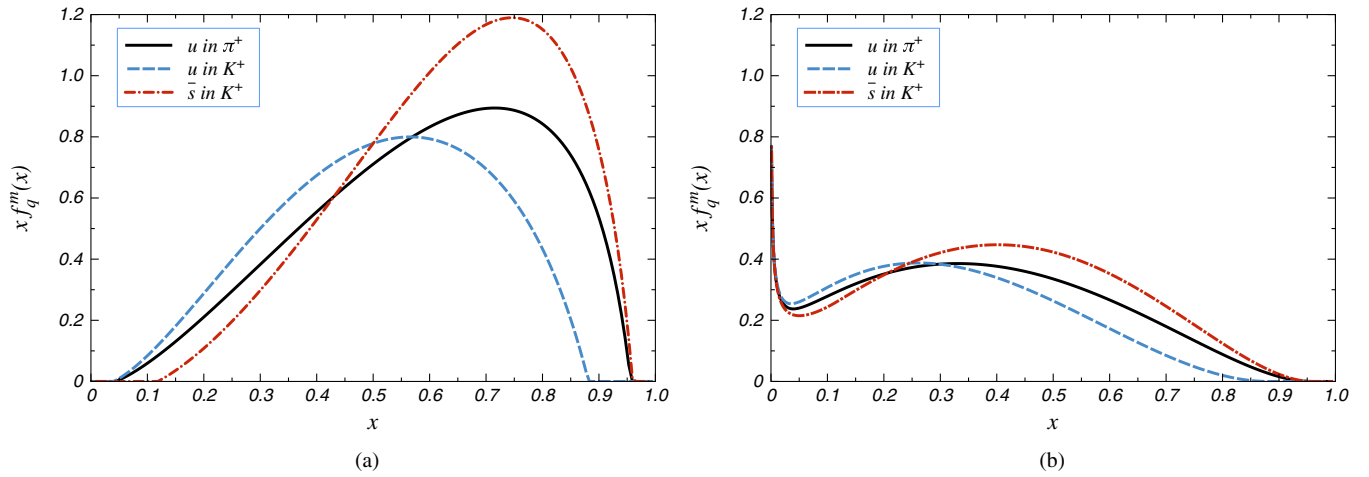 1.2
1.0
0.8
0.6
0.4
0.2
0
x f_q^m(x)
u in π⁺
u in K⁺
s̄ in K⁺
0 0.1 0.2 0.3 0.4 0.5 0.6 0.7 0.8 0.9 1.0
x
(a)
1.2
1.0
0.8
0.6
0.4
0.2
0
x f_q^m(x)
u in π⁺
u in K⁺
s̄ in K⁺
0 0.1 0.2 0.3 0.4 0.5 0.6 0.7 0.8 0.9 1.0
x
(b)